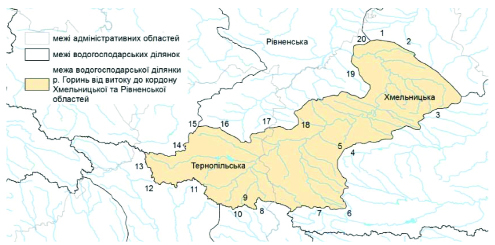 межі адміністративних областей
межі водогосподарських ділянок
межа водогосподарської ділянки
р. Горинь від витоку до кордону
Хмельницької та Рівненської
областей
Рівненська
Хмельницька
Тернопільська
20
1
2
19
3
18
17
16
15
14
13
12
11
10
9
8
7
6
5
4